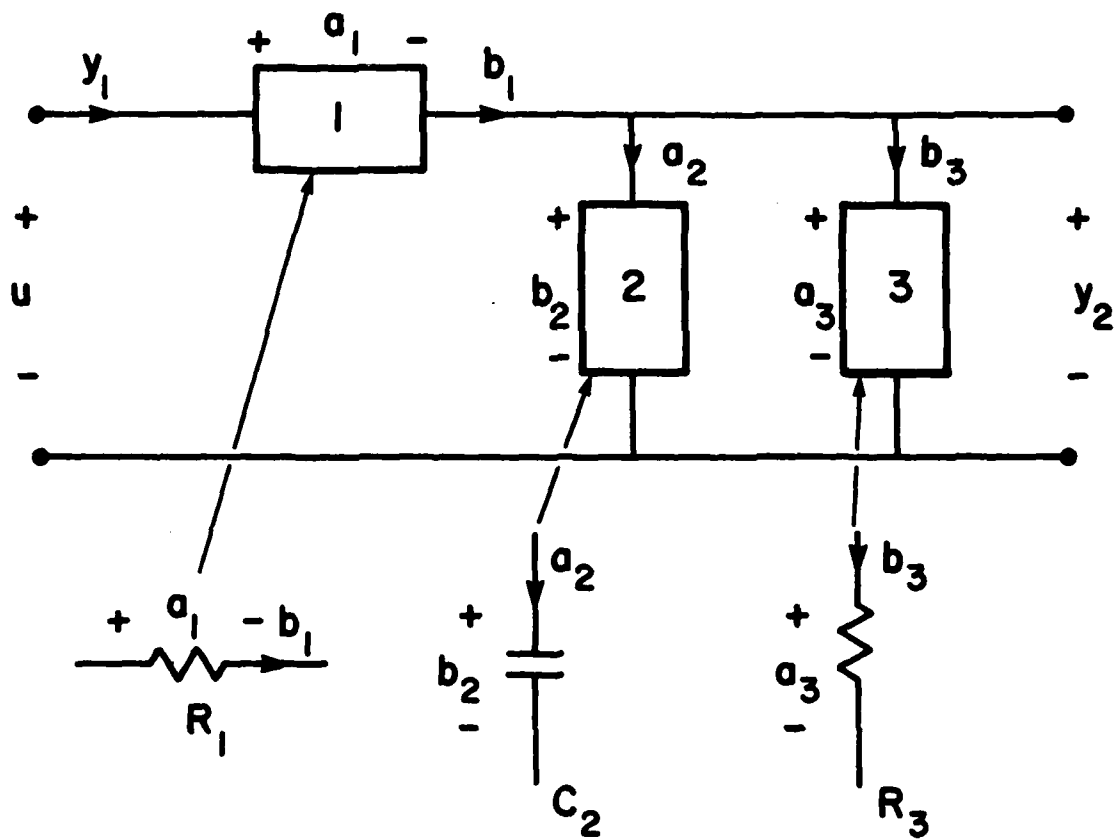 + a₁ -
y₁
b₁
1
a₂
b₃
+ + + +
u b₂ 2 a₃ 3 y₂
- - - -
a₂ b₃
+ a₁ - b₁
+ +
b₂ a₃
R₁
- -
C₂ R₃